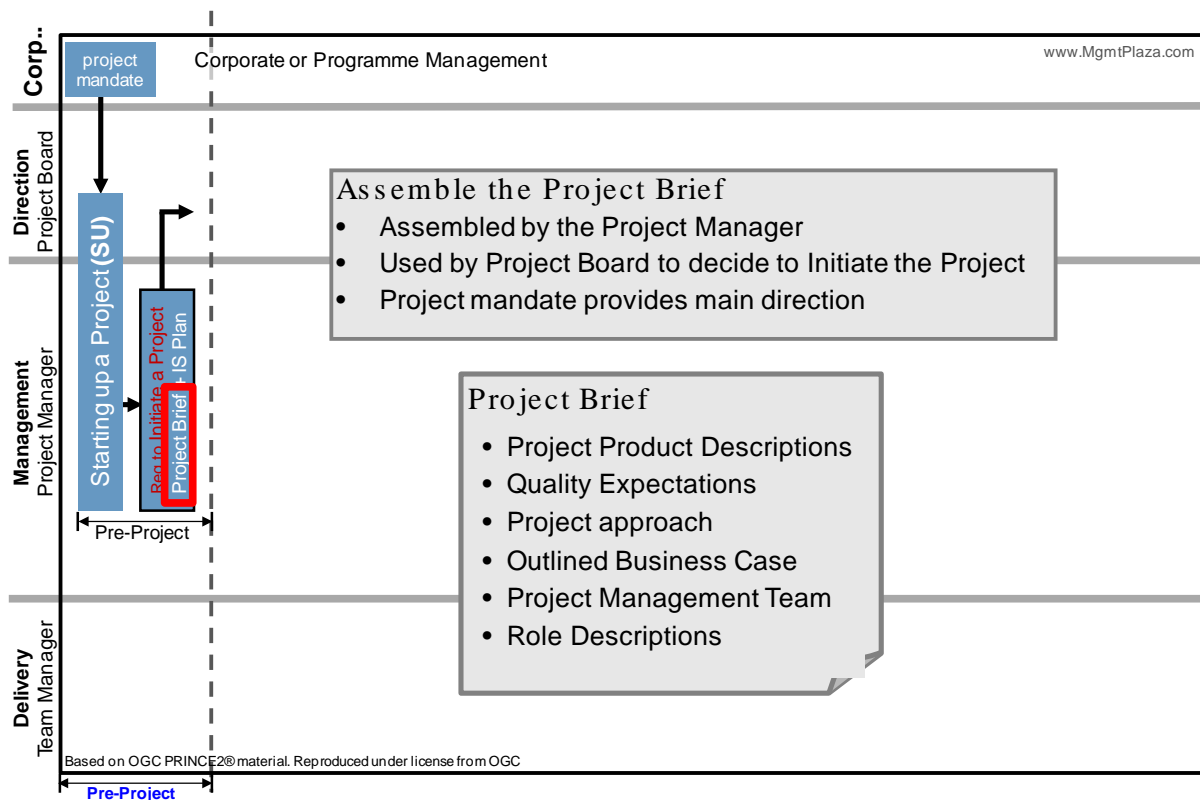 Corp..
project
mandate
Corporate or Programme Management
www.MgmtPlaza.com
Direction
Project Board
Starting up a Project (SU)
Assemble the Project Brief
• Assembled by the Project Manager
• Used by Project Board to decide to Initiate the Project
• Project mandate provides main direction
Management
Project Manager
Req to Initiate a Project
Project Brief + IS Plan
Pre-Project
Project Brief
• Project Product Descriptions
• Quality Expectations
• Project approach
• Outlined Business Case
• Project Management Team
• Role Descriptions
Delivery
Team Manager
Based on OGC PRINCE2® material. Reproduced under license from OGC
Pre-Project